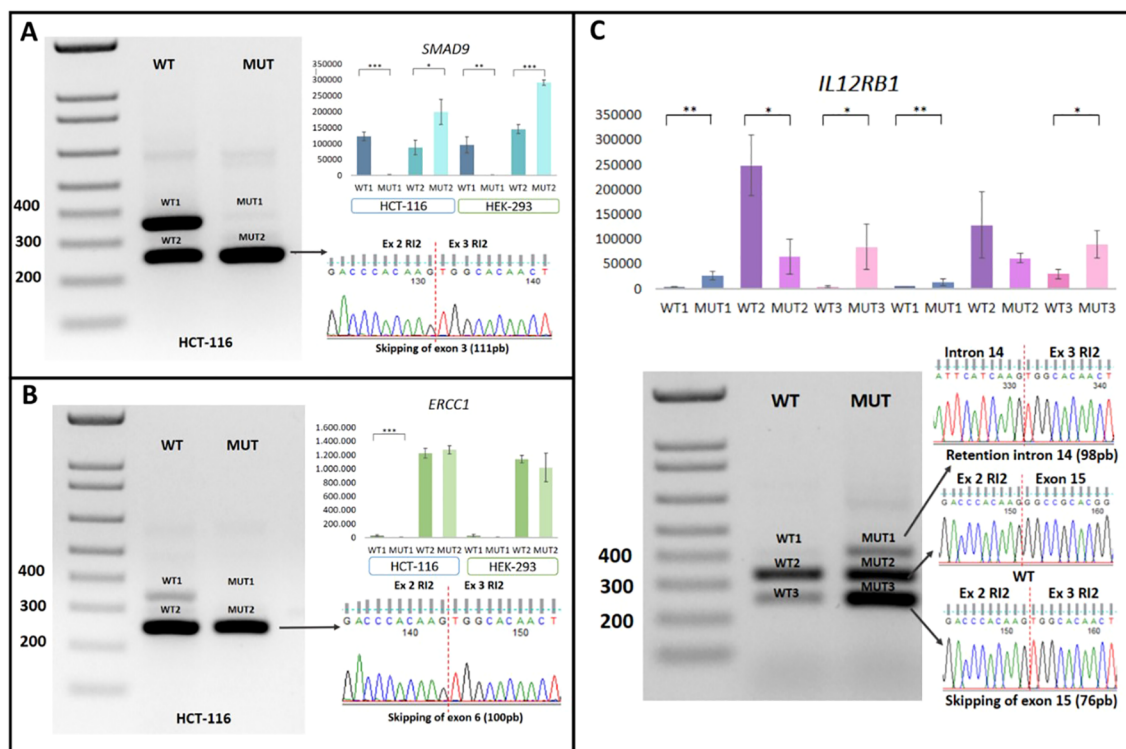 A
WT MUT
400
300
200
WT1 MUT1
WT2 MUT2
HCT-116
SMAD9
*** * ** ***
350000
300000
250000
200000
150000
100000
50000
0
WT1 MUT1 WT2 MUT2 WT1 MUT1 WT2 MUT2
HCT-116 HEK-293
Ex 2 RI2 Ex 3 RI2
G A C C C A C A A G T G G C A C A A C T
130 140
Skipping of exon 3 (111pb)
B
WT MUT
400
300
200
WT1 MUT1
WT2 MUT2
HCT-116
ERCC1
***
1.400.000
1.200.000
1.000.000
800.000
600.000
400.000
200.000
0
WT1 MUT1 WT2 MUT2 WT1 MUT1 WT2 MUT2
HCT-116 HEK-293
Ex 2 RI2 Ex 3 RI2
G A C C C A C A A G T G G C A C A A C T
140 150
Skipping of exon 6 (100pb)
C
IL12RB1
** * * ** *
350000
300000
250000
200000
150000
100000
50000
0
WT1 MUT1 WT2 MUT2 WT3 MUT3 WT1 MUT1 WT2 MUT2 WT3 MUT3
WT MUT
400
300
200
WT1 MUT1
WT2 MUT2
WT3 MUT3
Intron 14 Ex 3 RI2
A T T C A T C A A G T G G C A C A A C T
330 340
Retention intron 14 (98pb)
Ex 2 RI2 Exon 15
G A C C C A C A A G G G C C G C A C G G
150 160
WT
Ex 2 RI2 Ex 3 RI2
G A C C C A C A A G T G G C A C A A C T
150 160
Skipping of exon 15 (76pb)